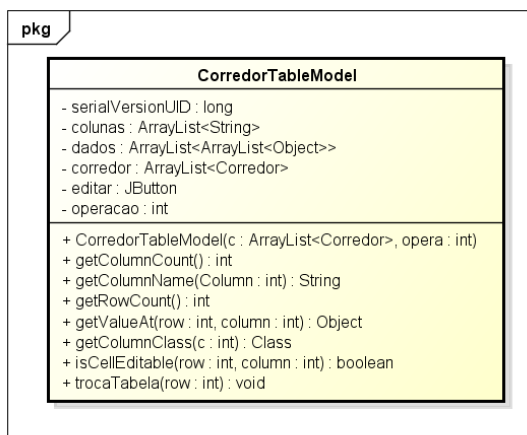 pkg
CorredorTableModel
- serialVersionUID : long
- colunas : ArrayList<String>
- dados : ArrayList<ArrayList<Object>>
- corredor : ArrayList<Corredor>
- editar : JButton
- operacao : int
+ CorredorTableModel(c : ArrayList<Corredor>, opera : int)
+ getColumnCount() : int
+ getColumnName(Column : int) : String
+ getRowCount() : int
+ getValueAt(row : int, column : int) : Object
+ getColumnClass(c : int) : Class
+ isCellEditable(row : int, column : int) : boolean
+ trocaTabela(row : int) : void